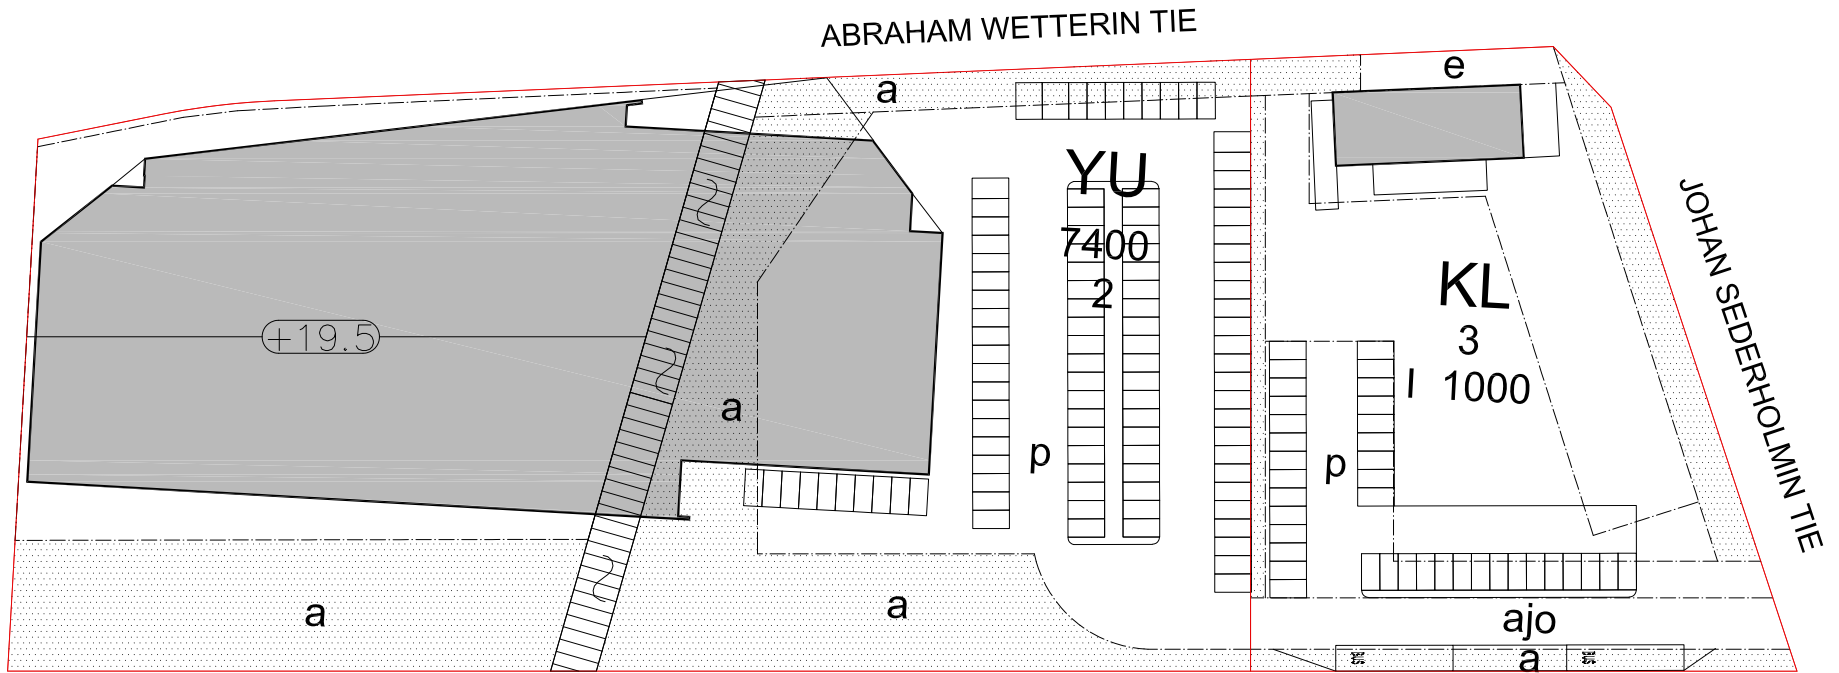 ABRAHAM WETTERIN TIE
e
a
YU
7400
2
KL
3
I 1000
JOHAN SEDERHOLMIN TIE
+19.5
a
p
p
a
a
ajo
a